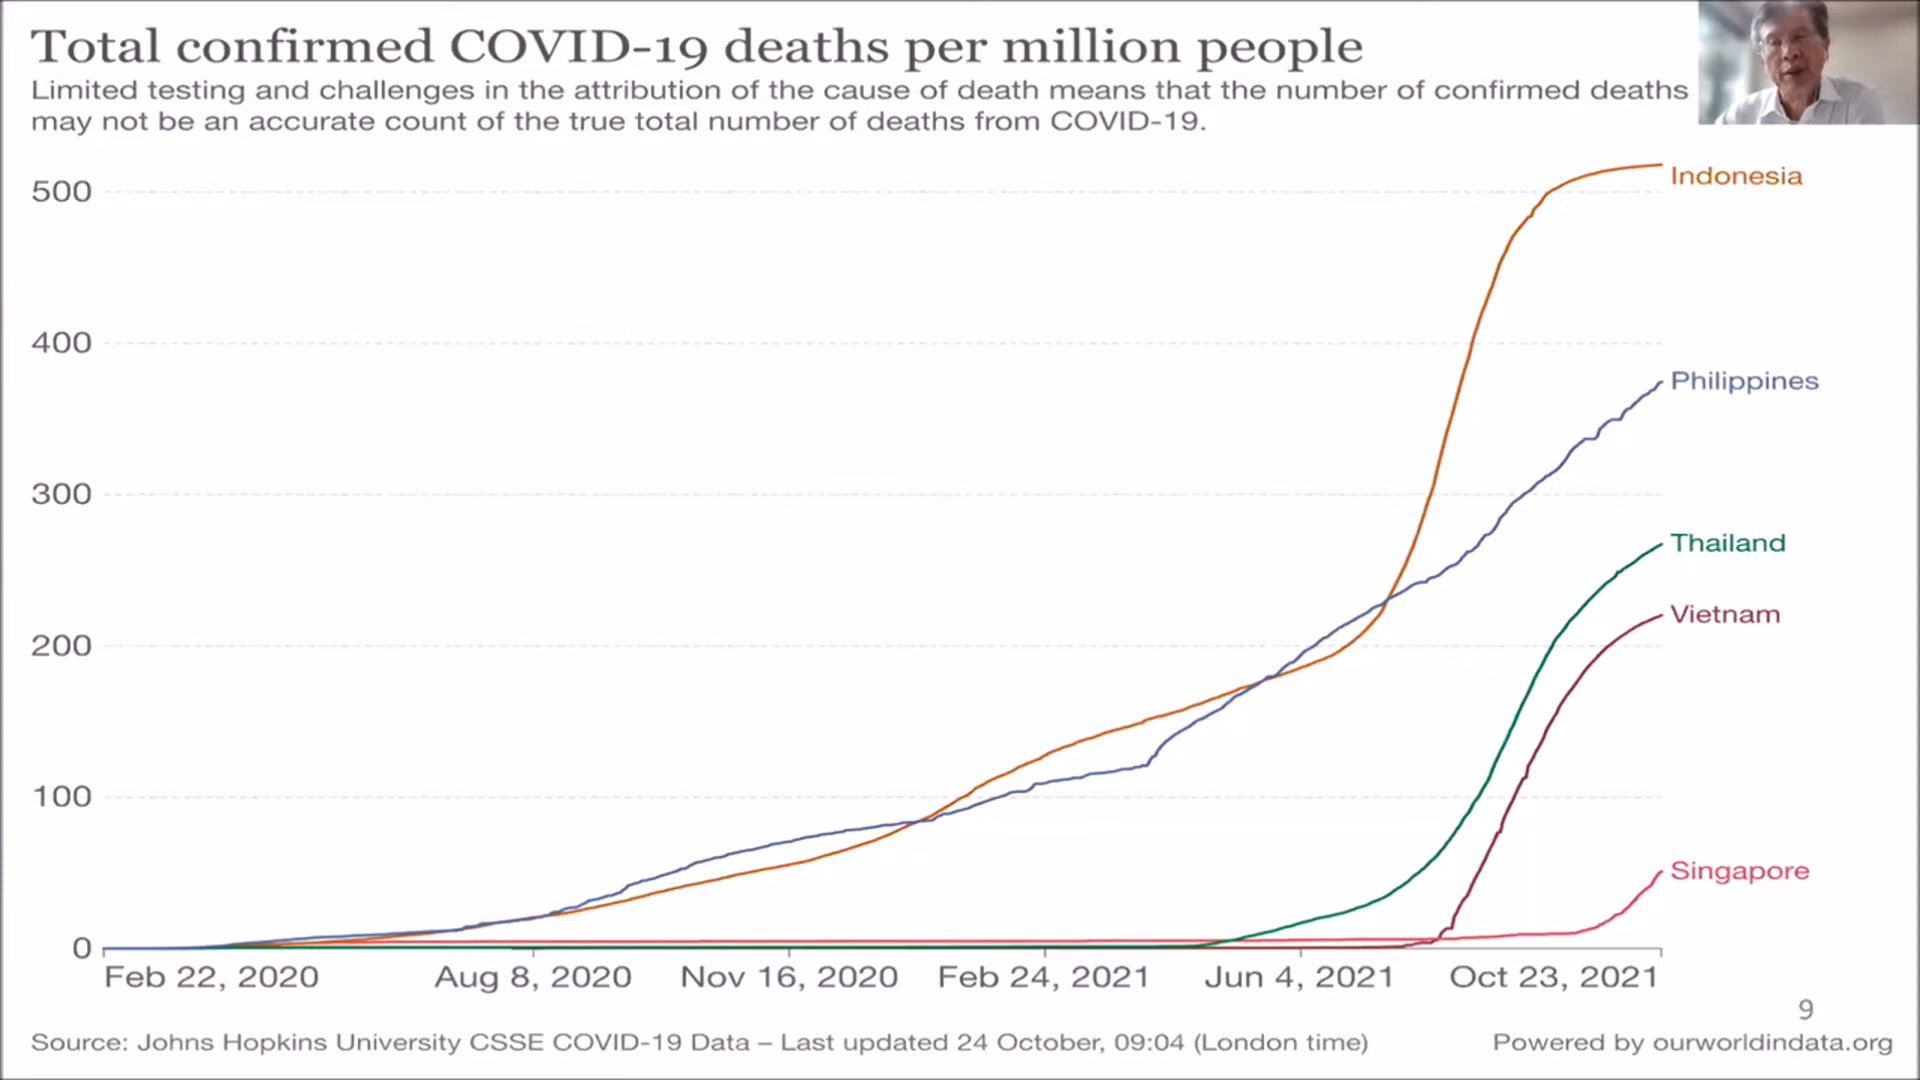 Total confirmed COVID-19 deaths per million people
Limited testing and challenges in the attribution of the cause of death means that the number of confirmed deaths
may not be an accurate count of the true total number of deaths from COVID-19.
500
Indonesia
400
Philippines
300
Thailand
Vietnam
200
100
Singapore
0
Feb 22, 2020 Aug 8, 2020 Nov 16, 2020 Feb 24, 2021 Jun 4, 2021 Oct 23, 2021
9
Source: Johns Hopkins University CSSE COVID-19 Data – Last updated 24 October, 09:04 (London time) Powered by ourworldindata.org